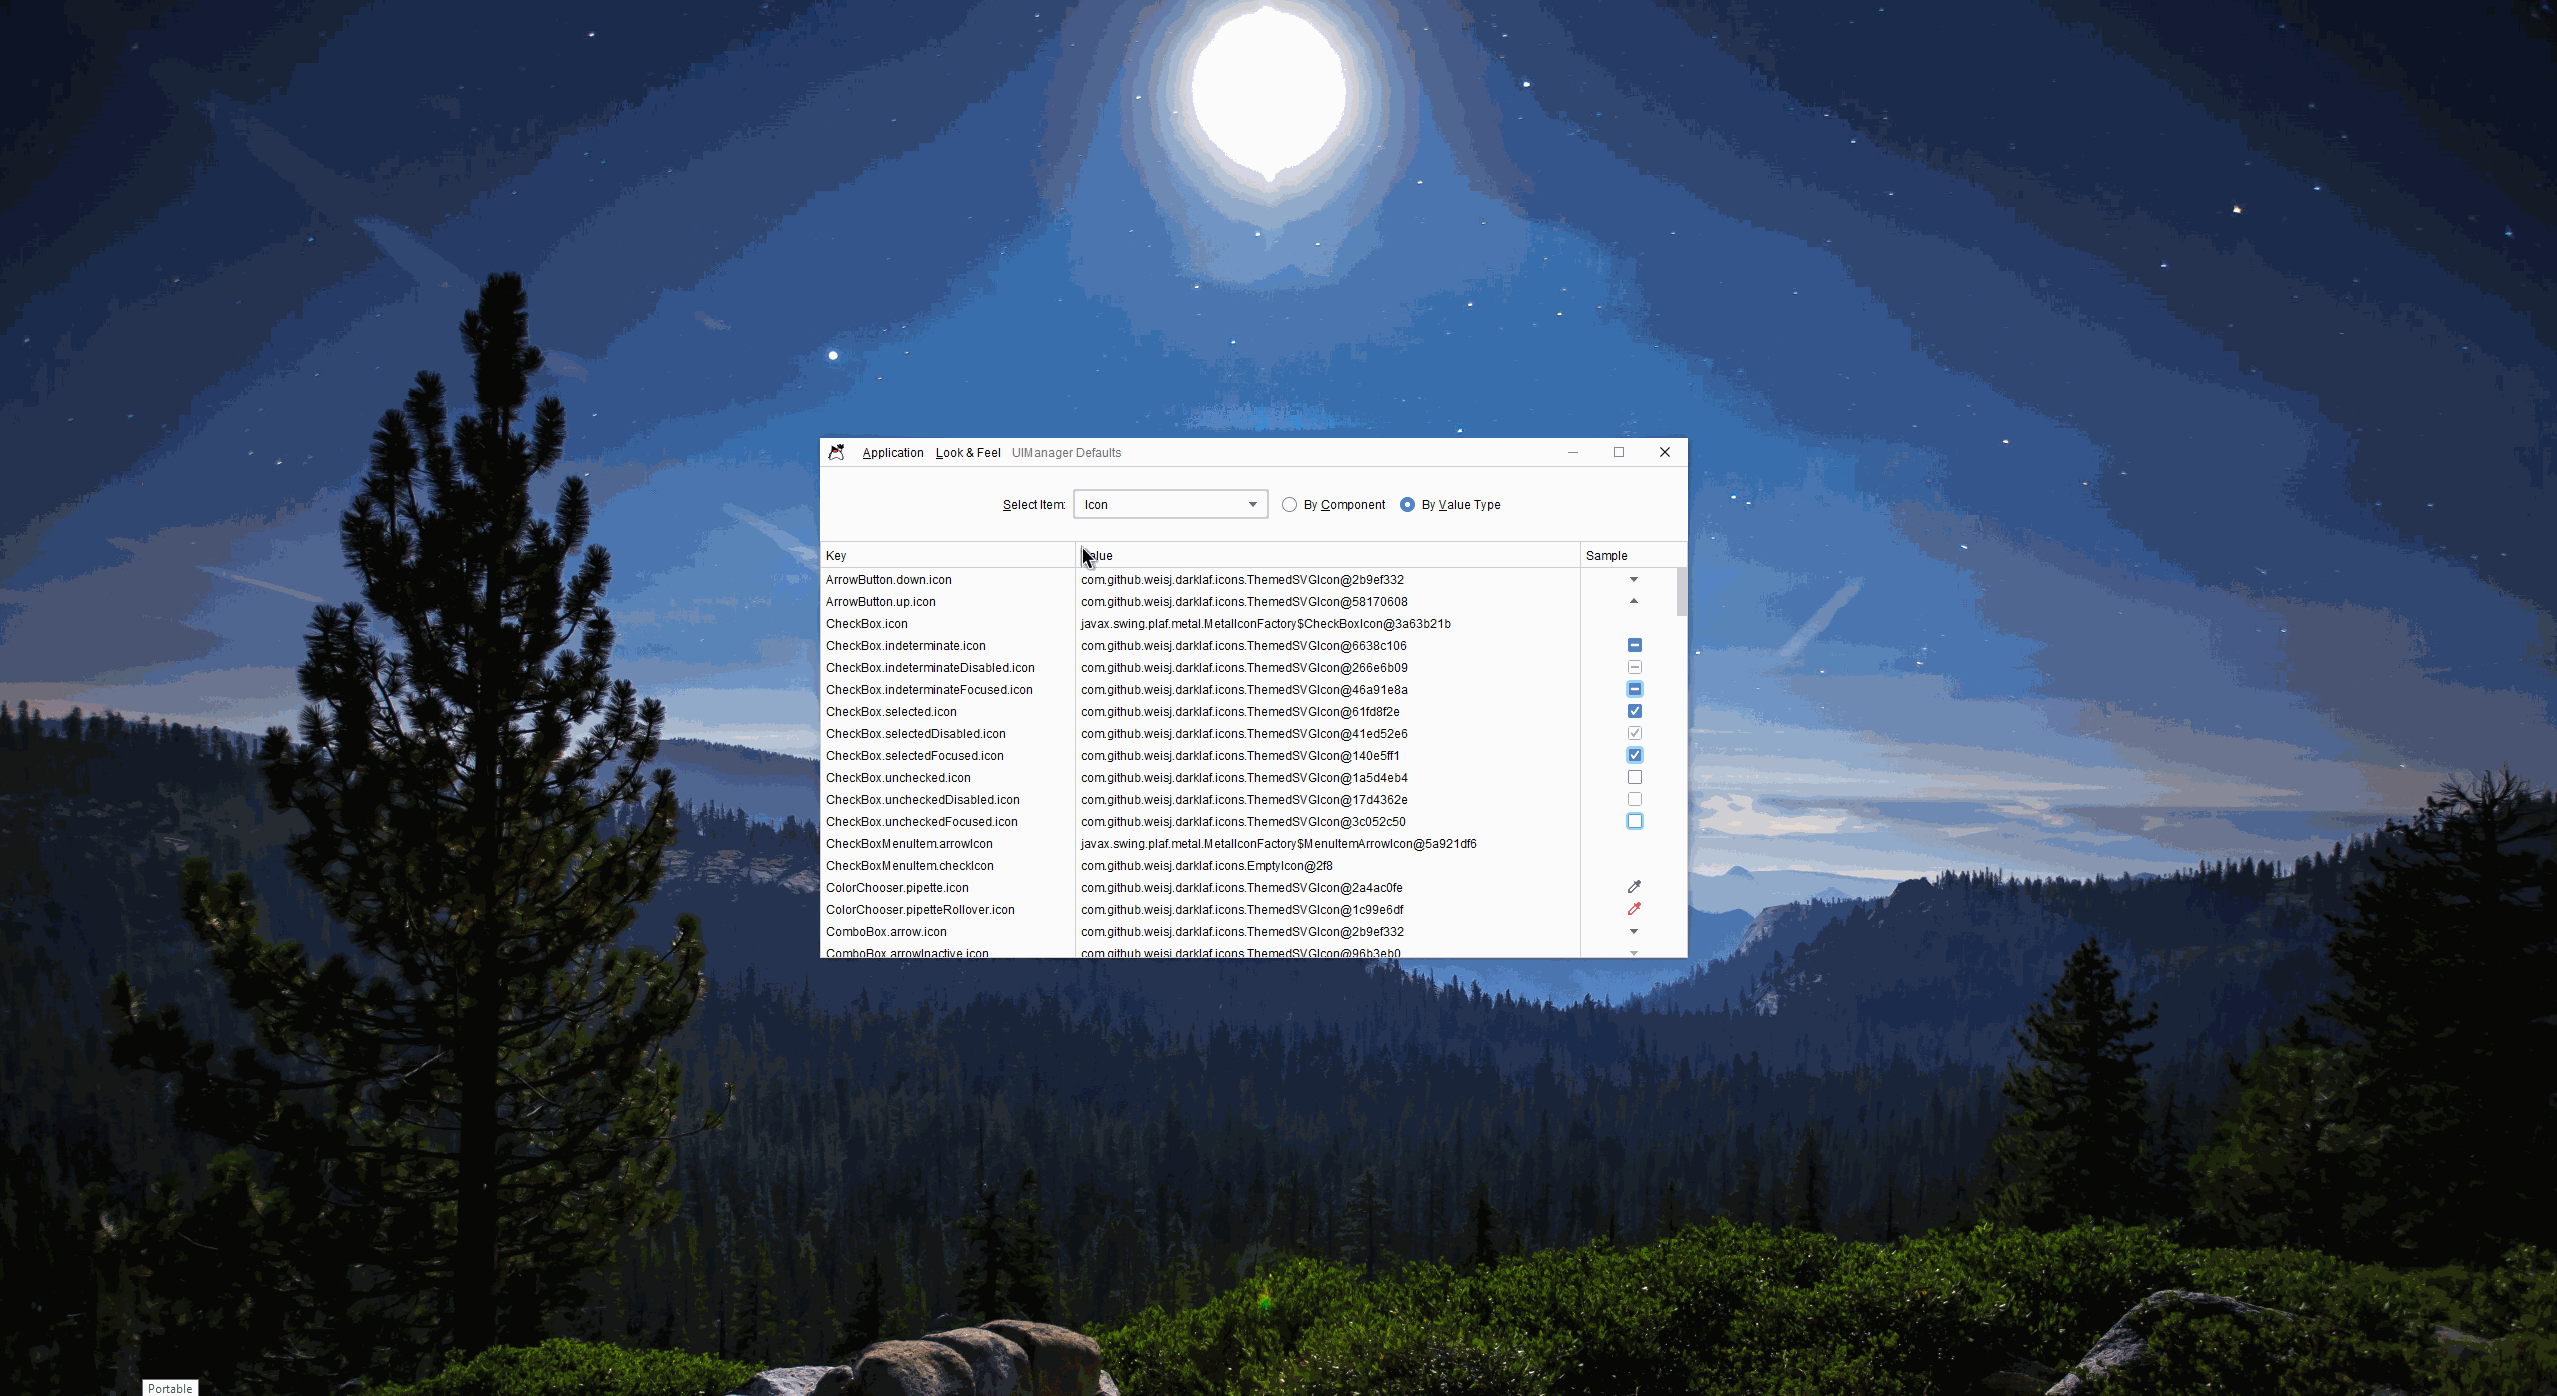 Application Look & Feel UIManager Defaults
Select Item: Icon By Component By Value Type
Key Value Sample
ArrowButton.down.icon com.github.weisj.darklaf.icons.ThemedSVGIcon@2b9ef332
ArrowButton.up.icon com.github.weisj.darklaf.icons.ThemedSVGIcon@58170608
CheckBox.icon javax.swing.plaf.metal.MetalIconFactory$CheckBoxIcon@3a63b21b
CheckBox.indeterminate.icon com.github.weisj.darklaf.icons.ThemedSVGIcon@6638c106
CheckBox.indeterminateDisabled.icon com.github.weisj.darklaf.icons.ThemedSVGIcon@266e6b09
CheckBox.indeterminateFocused.icon com.github.weisj.darklaf.icons.ThemedSVGIcon@46a91e8a
CheckBox.selected.icon com.github.weisj.darklaf.icons.ThemedSVGIcon@61fd8f2e
CheckBox.selectedDisabled.icon com.github.weisj.darklaf.icons.ThemedSVGIcon@41ed52e6
CheckBox.selectedFocused.icon com.github.weisj.darklaf.icons.ThemedSVGIcon@140e5ff1
CheckBox.unchecked.icon com.github.weisj.darklaf.icons.ThemedSVGIcon@1a5d4eb4
CheckBox.uncheckedDisabled.icon com.github.weisj.darklaf.icons.ThemedSVGIcon@17d4362e
CheckBox.uncheckedFocused.icon com.github.weisj.darklaf.icons.ThemedSVGIcon@3c052c50
CheckBoxMenuItem.arrowIcon javax.swing.plaf.metal.MetalIconFactory$MenuItemArrowIcon@5a921df6
CheckBoxMenuItem.checkIcon com.github.weisj.darklaf.icons.EmptyIcon@2f8
ColorChooser.pipette.icon com.github.weisj.darklaf.icons.ThemedSVGIcon@2a4ac0fe
ColorChooser.pipetteRollover.icon com.github.weisj.darklaf.icons.ThemedSVGIcon@1c99e6df
ComboBox.arrow.icon com.github.weisj.darklaf.icons.ThemedSVGIcon@2b9ef332
ComboBox.arrowInactive.icon com.github.weisj.darklaf.icons.ThemedSVGIcon@96b3eb0
Portable